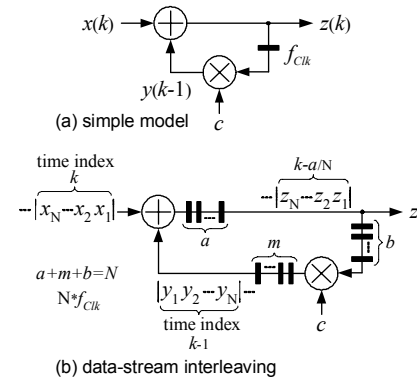 x(k)
z(k)
f_Clk
y(k-1)
c
(a) simple model
time index
k
k-a/N
--- x_N --- x_2 x_1
--- z_N --- z_2 z_1
z
a
b
m
a+m+b=N
N*f_Clk
y_1 y_2 --- y_N ---
time index
k-1
c
(b) data-stream interleaving